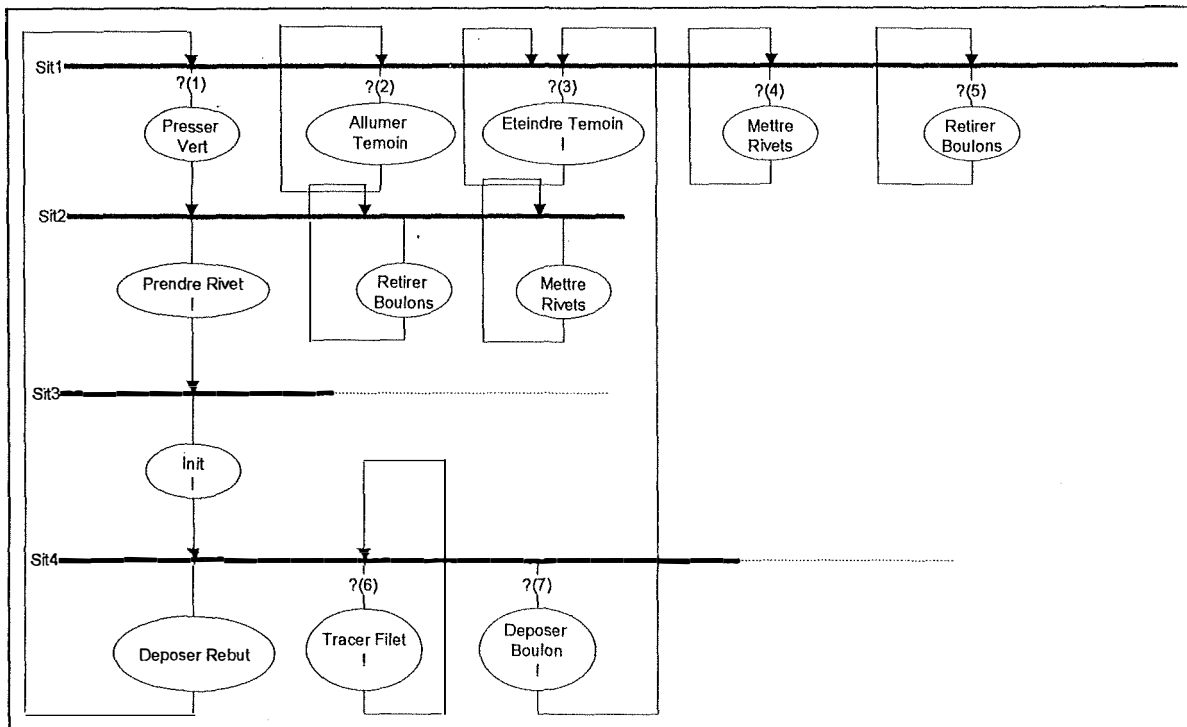 Sit1
?(1)
?(2)
?(3)
?(4)
?(5)
Presser
Vert
Allumer
Temoin
Eteindre Temoin
!
Mettre
Rivets
Retirer
Boulons
Sit2
Prendre Rivet
!
Retirer
Boulons
Mettre
Rivets
Sit3
Init
!
Sit4
?(6)
?(7)
Deposer Rebut
Tracer Filet
!
Deposer
Boulon
!